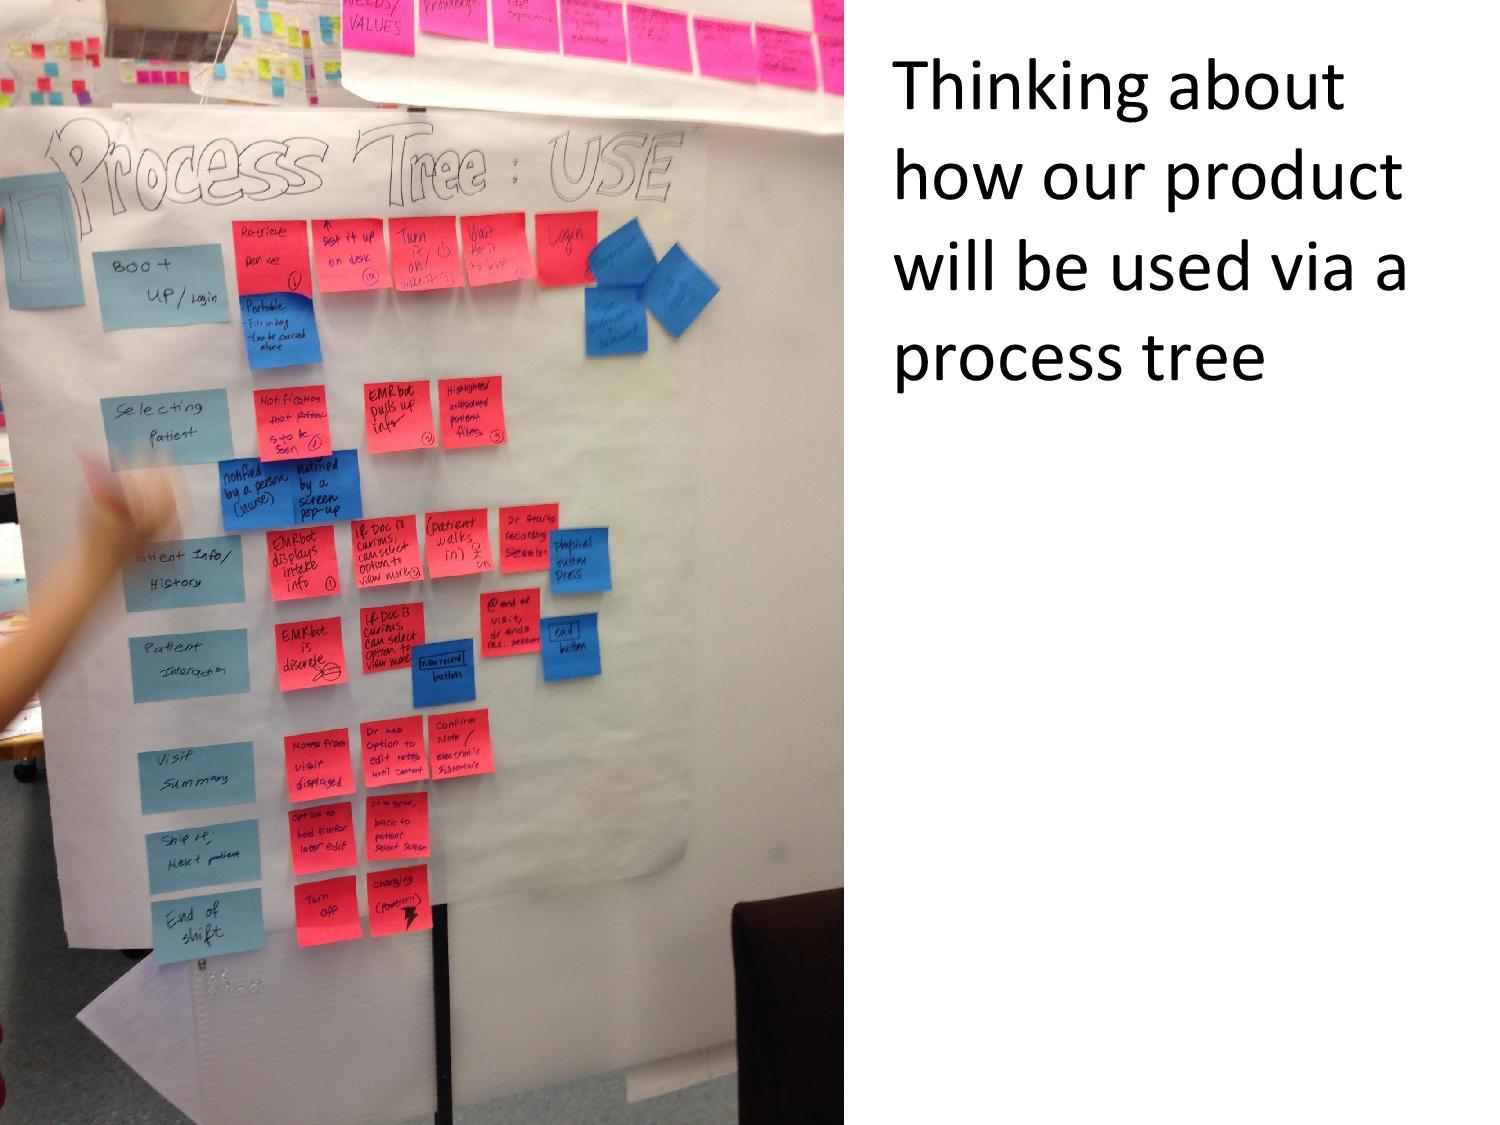 NEEDS/
VALUES
knowledge
Process Tree: USE
Boot
UP/Login
Retrieve
device
①
- Portable
- Fits in bag
- Can be carried
alone
set it up
on desk
Turn
it
on/
wake it
Wait
for it
to boot
Login
Selecting
Patient
Notification
that patient
is to be
seen ①
notified
by a person
(nurse)
notified
by a
screen
pop-up
EMRbot
pulls up
info
②
Highlighted/
unresolved
patient
files ③
Patient Info/
History
EMRbot
displays
intake
info ①
if Doc is
curious,
can select
option to
view more ②
(patient
walks
in)
Dr starts
recording
session
physical
button
press
Patient
Interaction
EMRbot
is
discrete
if Doc is
curious,
can select
option to
view more
view record
button
@ end of
visit,
dr ends
rec. session
end
button
Visit
Summary
Notes from
visit
displayed
Dr has
option to
edit notes
until content
Confirm
Note/
electronic
signature
Ship it,
Next patient
option to
hold file for
later edit
back to
patient
select screen
End of
shift
Turn
off
charging
(Power!!)
Thinking about
how our product
will be used via a
process tree